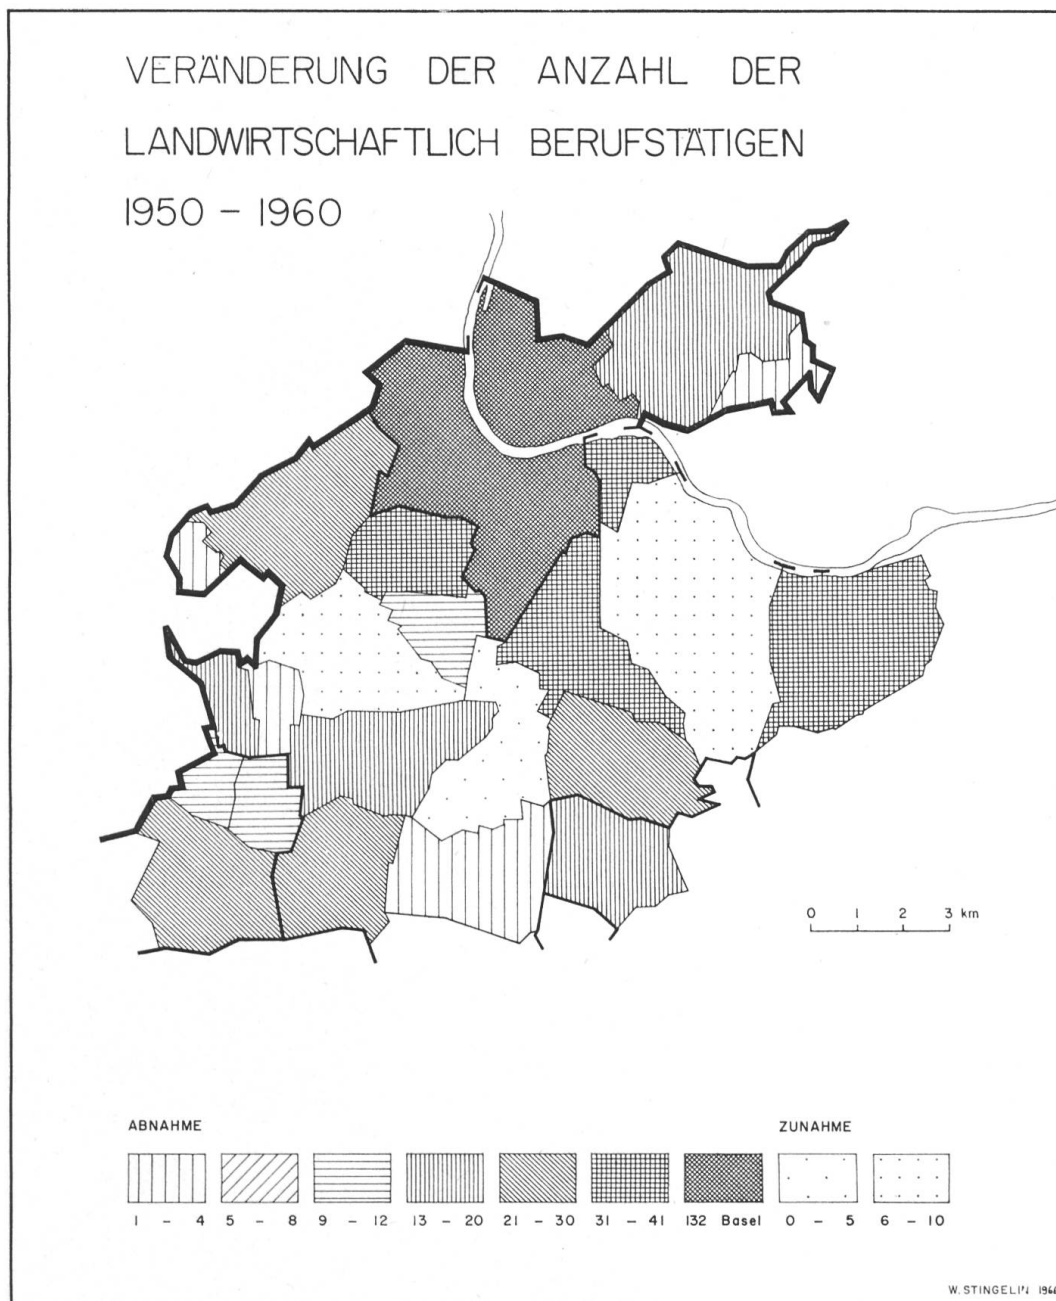 VERÄNDERUNG DER ANZAHL DER
LANDWIRTSCHAFTLICH BERUFSTÄTIGEN
1950 – 1960
0 1 2 3 km
ABNAHME ZUNAHME
1 – 4 5 – 8 9 – 12 13 – 20 21 – 30 31 – 41 132 Basel 0 – 5 6 – 10
W. STINGELIN